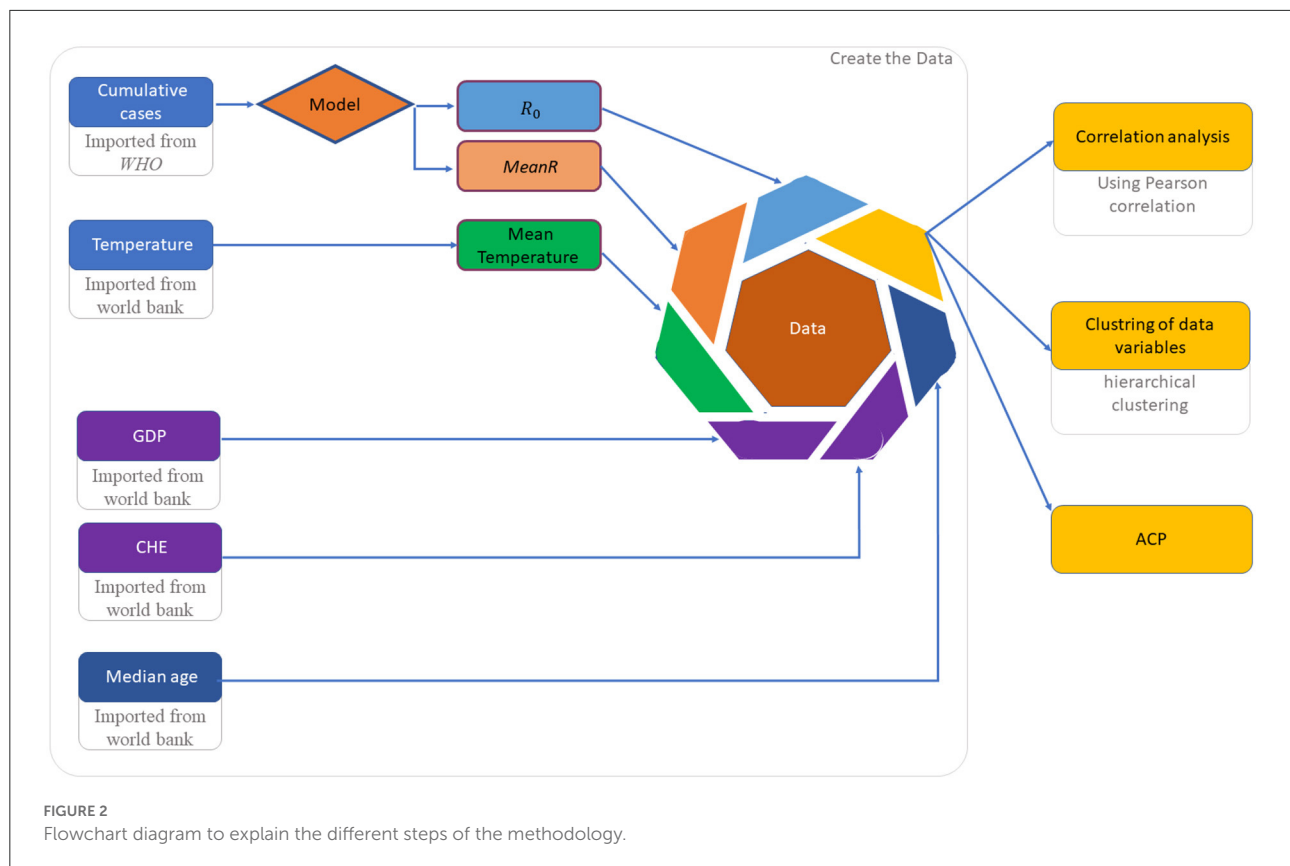 Create the Data
Cumulative
cases
Imported from
WHO
Model
R₀
MeanR
Temperature
Imported from
world bank
Mean
Temperature
Data
GDP
Imported from
world bank
CHE
Imported from
world bank
Median age
Imported from
world bank
Correlation analysis
Using Pearson
correlation
Clustring of data
variables
hierarchical
clustering
ACP
FIGURE 2
Flowchart diagram to explain the different steps of the methodology.